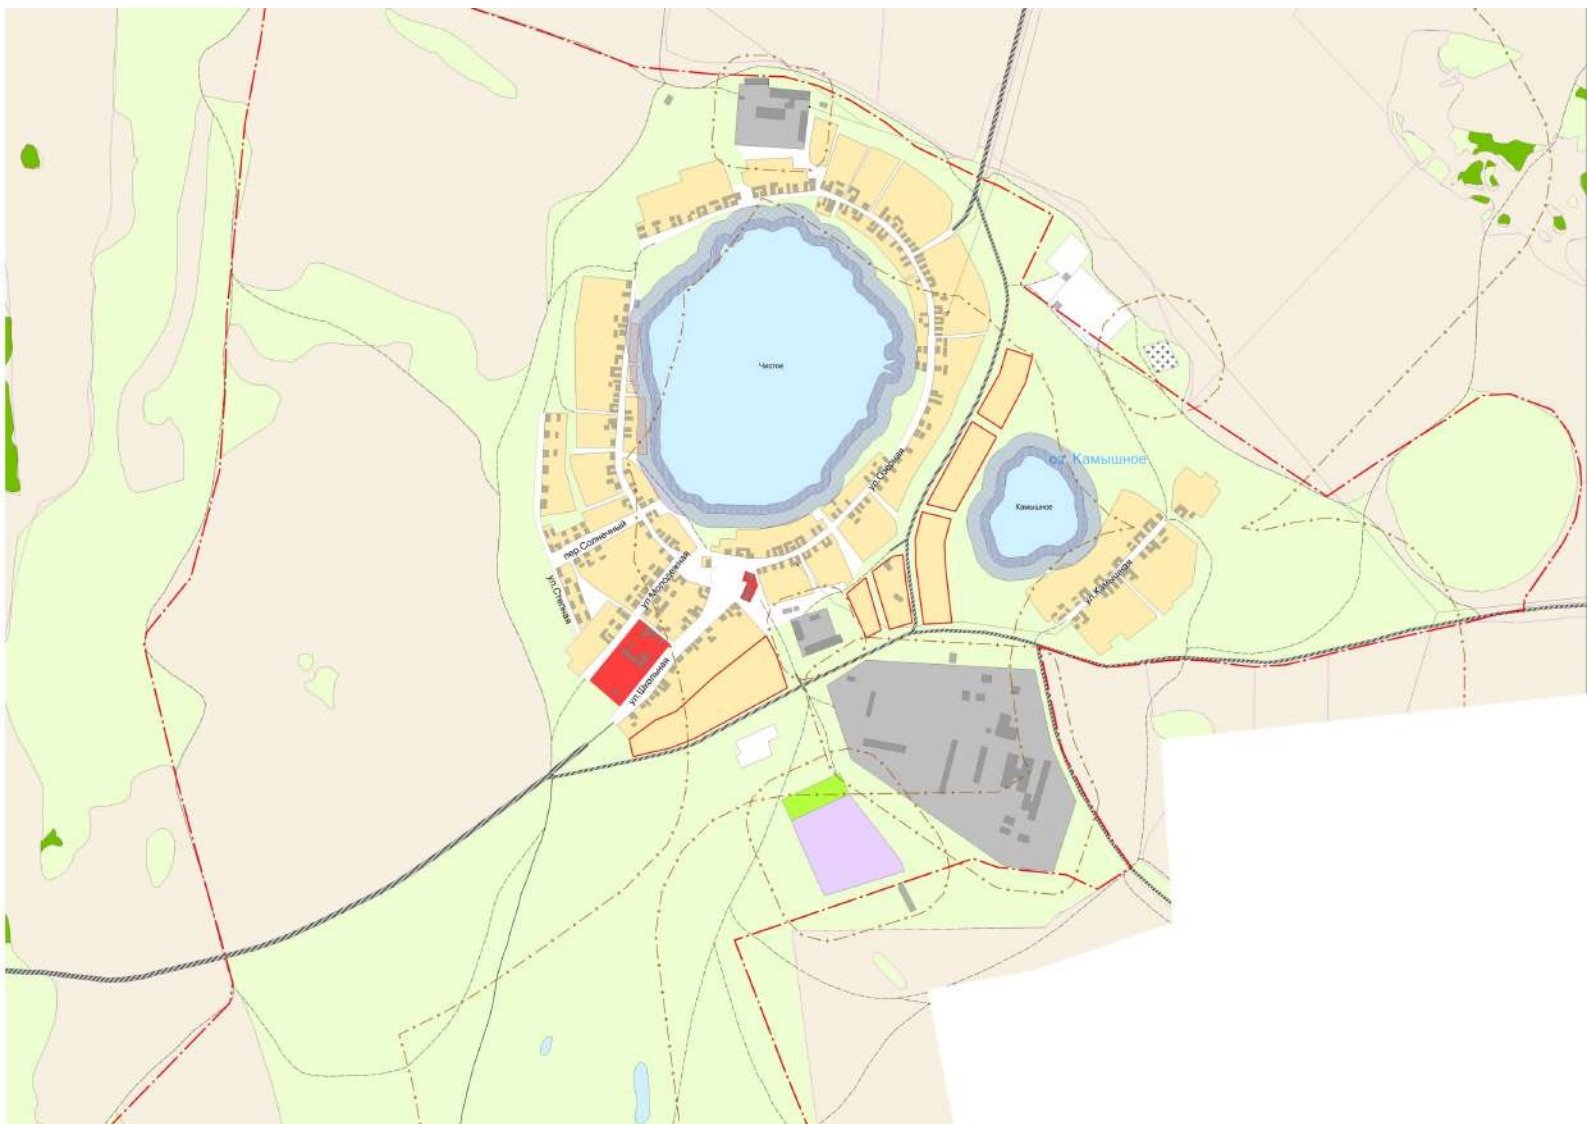 Чистое
оз. Камышное
ул.Озерная
Камышное
пер.Солнечный
ул.Молодежная
ул.Степная
ул.Камышная
ул.Школьная